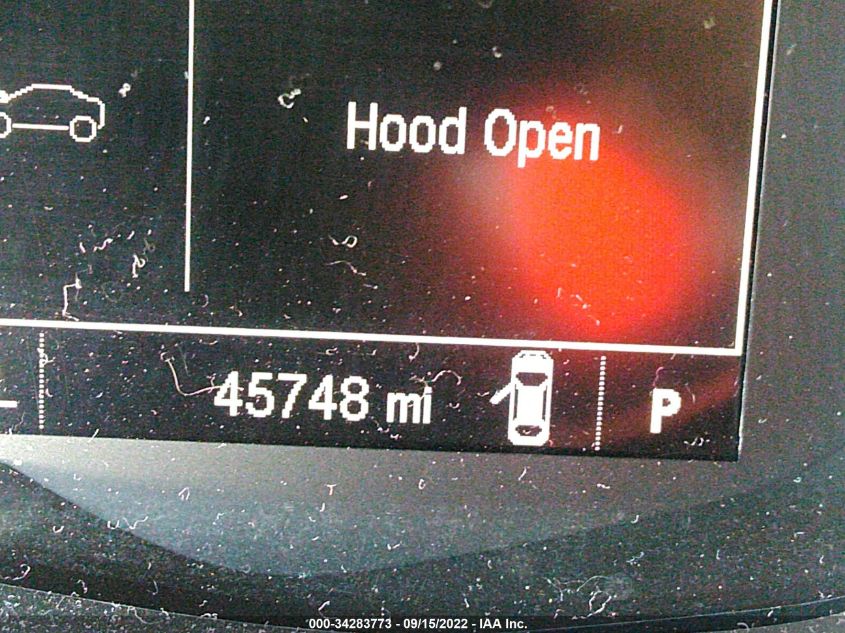 Hood Open
45748 mi
P
000-34283773 - 09/15/2022 - IAA Inc.